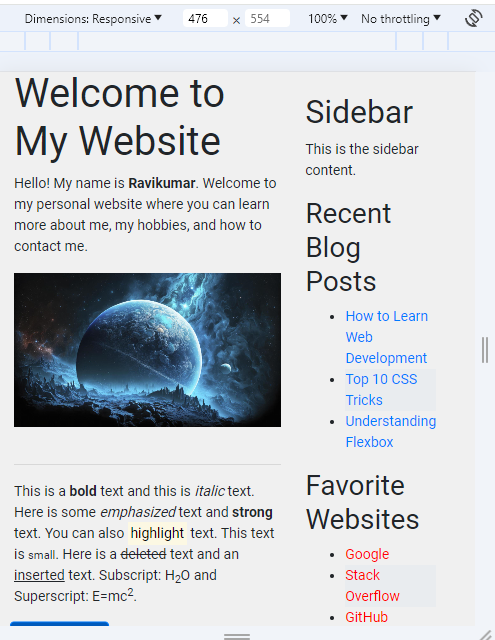 Dimensions: Responsive ▼ 476 × 554 100% ▼ No throttling ▼
Welcome to
My Website
Hello! My name is Ravikumar. Welcome to
my personal website where you can learn
more about me, my hobbies, and how to
contact me.
This is a bold text and this is italic text.
Here is some emphasized text and strong
text. You can also highlight text. This text
is small. Here is a deleted text and an
inserted text. Subscript: H₂O and
Superscript: E=mc².
Sidebar
This is the sidebar
content.
Recent
Blog
Posts
• How to Learn
Web
Development
• Top 10 CSS
Tricks
• Understanding
Flexbox
Favorite
Websites
• Google
• Stack
Overflow
• GitHub